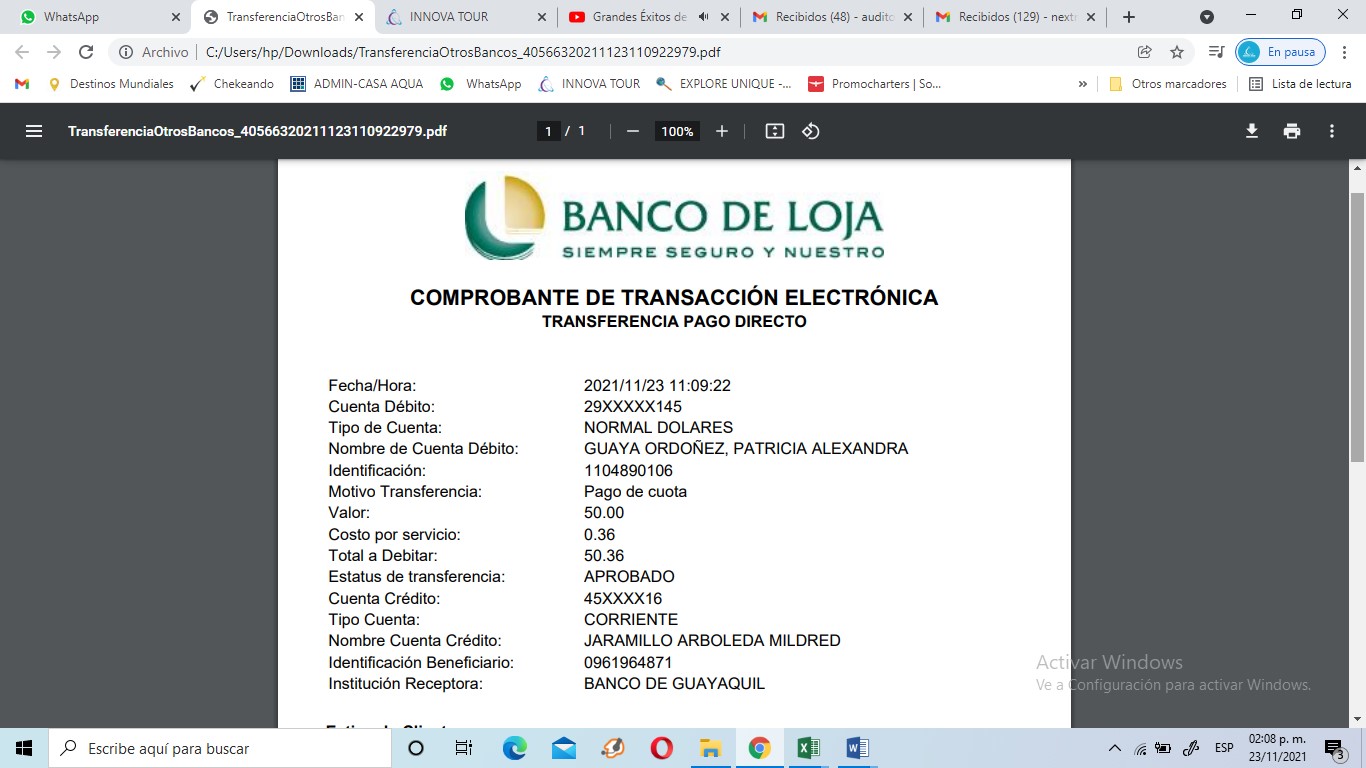 WhatsApp
TransferenciaOtrosBan
INNOVA TOUR
Grandes Éxitos de
Recibidos (48) - audito
Recibidos (129) - nextr
Archivo
C:/Users/hp/Downloads/TransferenciaOtrosBancos_40566320211123110922979.pdf
En pausa
Destinos Mundiales
Chekeando
ADMIN-CASA AQUA
WhatsApp
INNOVA TOUR
EXPLORE UNIQUE -...
Promocharters | So...
»
Otros marcadores
Lista de lectura
TransferenciaOtrosBancos_40566320211123110922979.pdf
1 / 1
100%
BANCO DE LOJA
SIEMPRE SEGURO Y NUESTRO
COMPROBANTE DE TRANSACCIÓN ELECTRÓNICA
TRANSFERENCIA PAGO DIRECTO
Fecha/Hora: 2021/11/23 11:09:22
Cuenta Débito: 29XXXXX145
Tipo de Cuenta: NORMAL DOLARES
Nombre de Cuenta Débito: GUAYA ORDOÑEZ, PATRICIA ALEXANDRA
Identificación: 1104890106
Motivo Transferencia: Pago de cuota
Valor: 50.00
Costo por servicio: 0.36
Total a Debitar: 50.36
Estatus de transferencia: APROBADO
Cuenta Crédito: 45XXXX16
Tipo Cuenta: CORRIENTE
Nombre Cuenta Crédito: JARAMILLO ARBOLEDA MILDRED
Identificación Beneficiario: 0961964871
Institución Receptora: BANCO DE GUAYAQUIL
Activar Windows
Ve a Configuración para activar Windows.
Escribe aquí para buscar
ESP
02:08 p. m.
23/11/2021
3